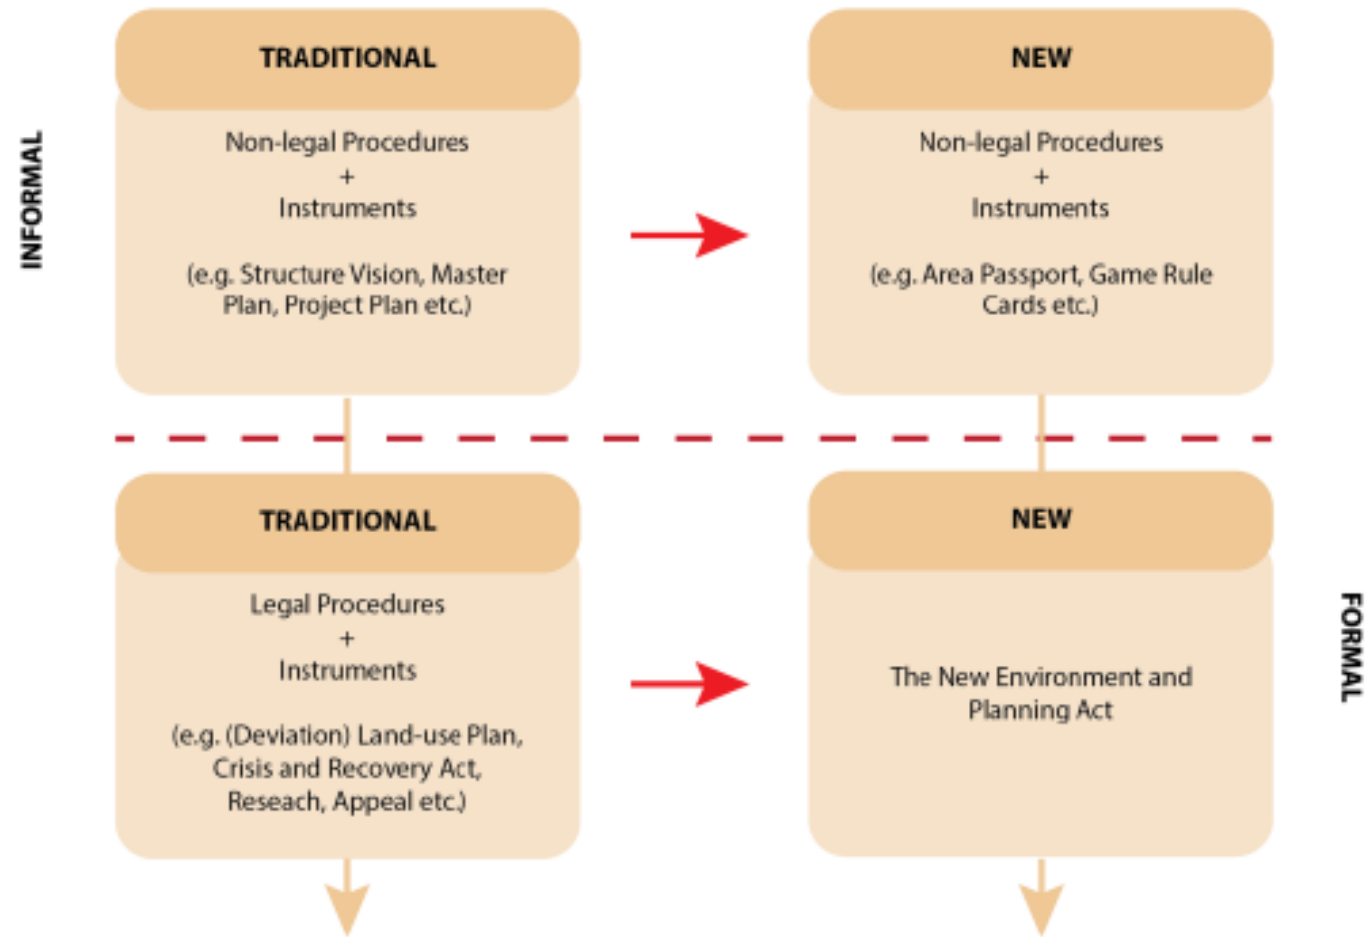 INFORMAL
TRADITIONAL
Non-legal Procedures
+
Instruments
(e.g. Structure Vision, Master
Plan, Project Plan etc.)
NEW
Non-legal Procedures
+
Instruments
(e.g. Area Passport, Game Rule
Cards etc.)
TRADITIONAL
Legal Procedures
+
Instruments
(e.g. (Deviation) Land-use Plan,
Crisis and Recovery Act,
Reseach, Appeal etc.)
NEW
The New Environment and
Planning Act
FORMAL